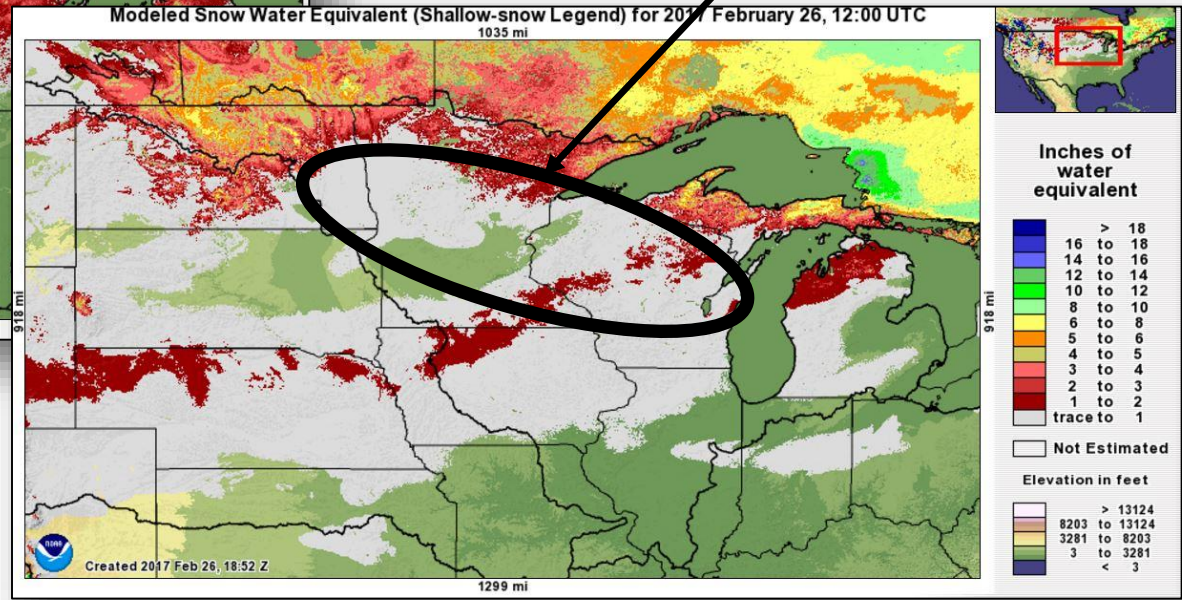 Modeled Snow Water Equivalent (Shallow-snow Legend) for 2017 February 26, 12:00 UTC
1035 mi
918 mi
918 mi
Inches of
water
equivalent
> 18
16 to 18
14 to 16
12 to 14
10 to 12
8 to 10
6 to 8
5 to 6
4 to 5
3 to 4
2 to 3
1 to 2
trace to 1
Not Estimated
Elevation in feet
> 13124
8203 to 13124
3281 to 8203
3 to 3281
< 3
NOAA
Created 2017 Feb 26, 18:52 Z
1299 mi